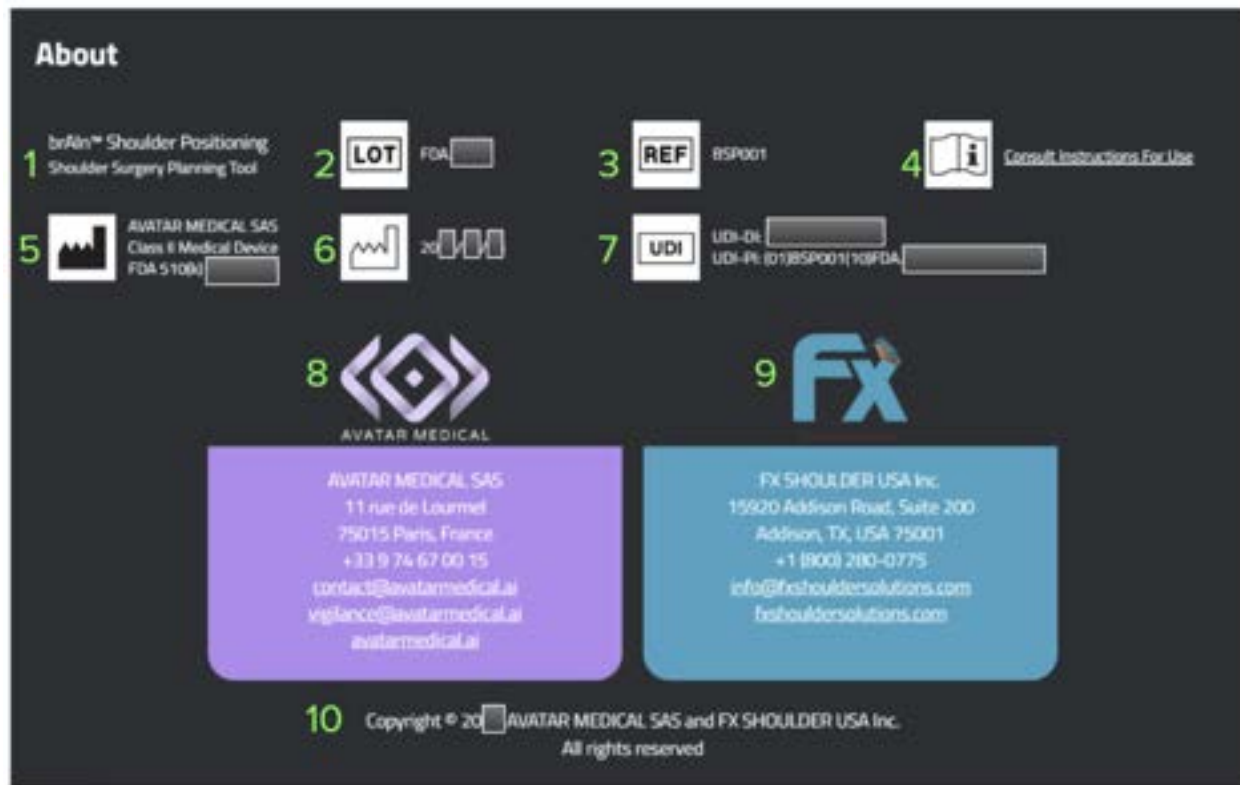 About
1 brAIn™ Shoulder Positioning
Shoulder Surgery Planning Tool
2 LOT FDA
3 REF BSP001
4 i Consult Instructions For Use
5 AVATAR MEDICAL SAS
Class II Medical Device
FDA 510(k)
6 20 / /
7 UDI UDI-DI:
UDI-PI: (01)BSP001(10)FDA
8 AVATAR MEDICAL
9 Fx
AVATAR MEDICAL SAS
11 rue de Lourmel
75015 Paris, France
+33 9 74 67 00 15
contact@avatarmedical.ai
vigilance@avatarmedical.ai
avatarmedical.ai
FX SHOULDER USA Inc.
15920 Addison Road, Suite 200
Addison, TX, USA 75001
+1 (800) 280-0775
info@fxshouldersolutions.com
fxshouldersolutions.com
10 Copyright © 20 AVATAR MEDICAL SAS and FX SHOULDER USA Inc.
All rights reserved